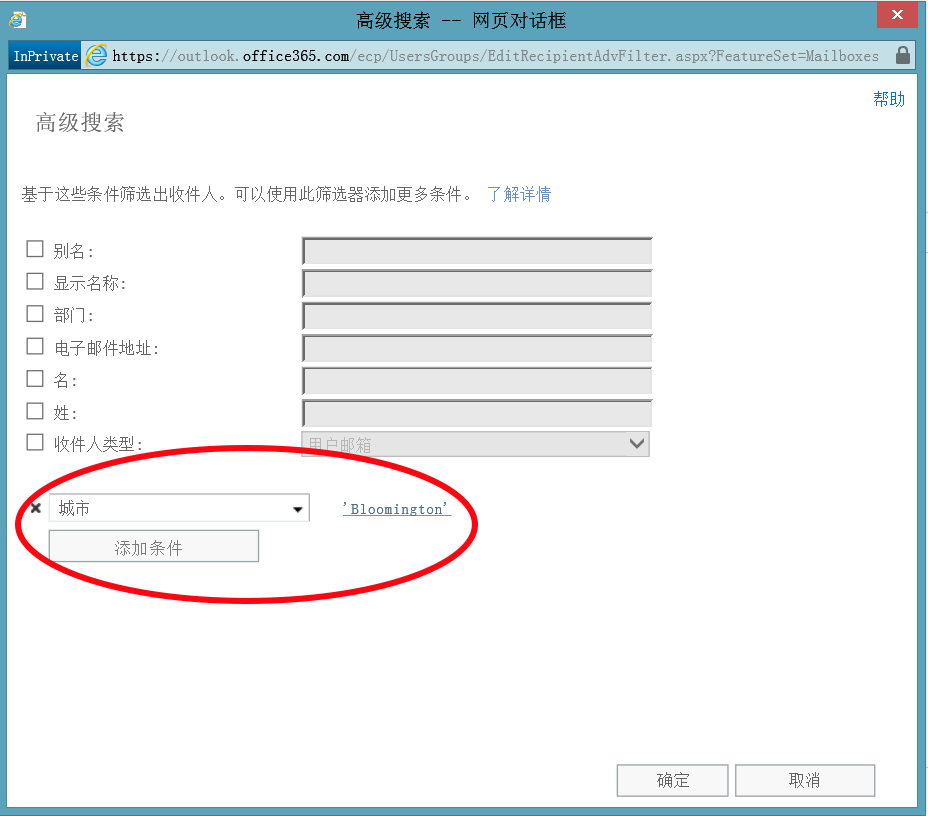 高级搜索 -- 网页对话框
InPrivate https://outlook.office365.com/ecp/UsersGroups/EditRecipientAdvFilter.aspx?FeatureSet=Mailboxes
帮助
高级搜索
基于这些条件筛选出收件人。可以使用此筛选器添加更多条件。 了解详情
别名:
显示名称:
部门:
电子邮件地址:
名:
姓:
收件人类型: 用户邮箱
城市 'Bloomington'
添加条件
确定 取消